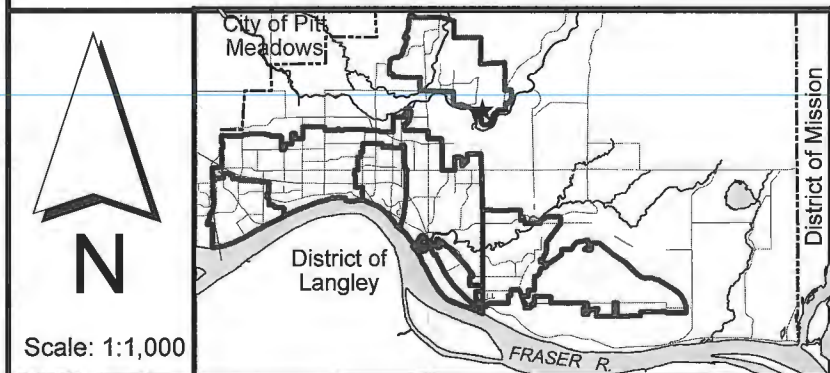 City of Pitt
Meadows
District of Mission
District of
Langley
FRASER R.
N
Scale: 1:1,000